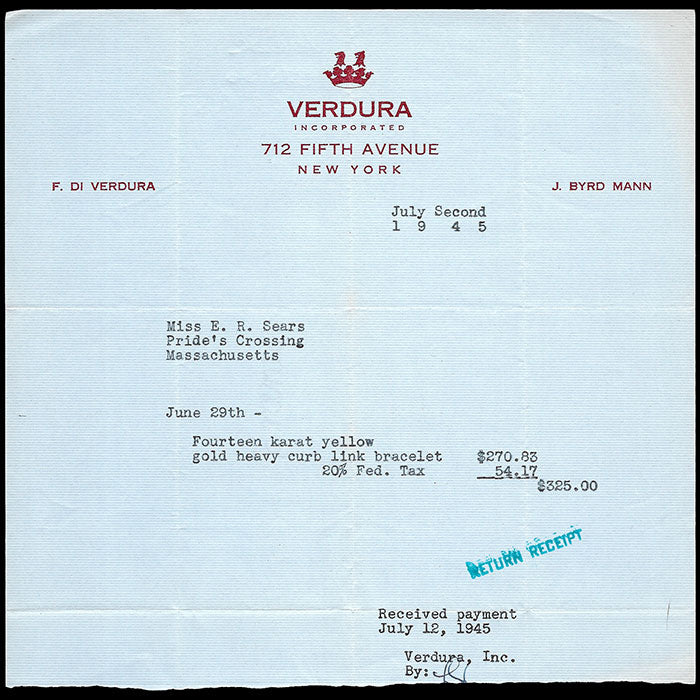 VERDURA
INCORPORATED
712 FIFTH AVENUE
NEW YORK
F. DI VERDURA J. BYRD MANN
July Second
1 9 4 5
Miss E. R. Sears
Pride's Crossing
Massachusetts
June 29th -
Fourteen karat yellow
gold heavy curb link bracelet $270.83
20% Fed. Tax 54.17
$325.00
RETURN RECEIPT
Received payment
July 12, 1945
Verdura, Inc.
By: